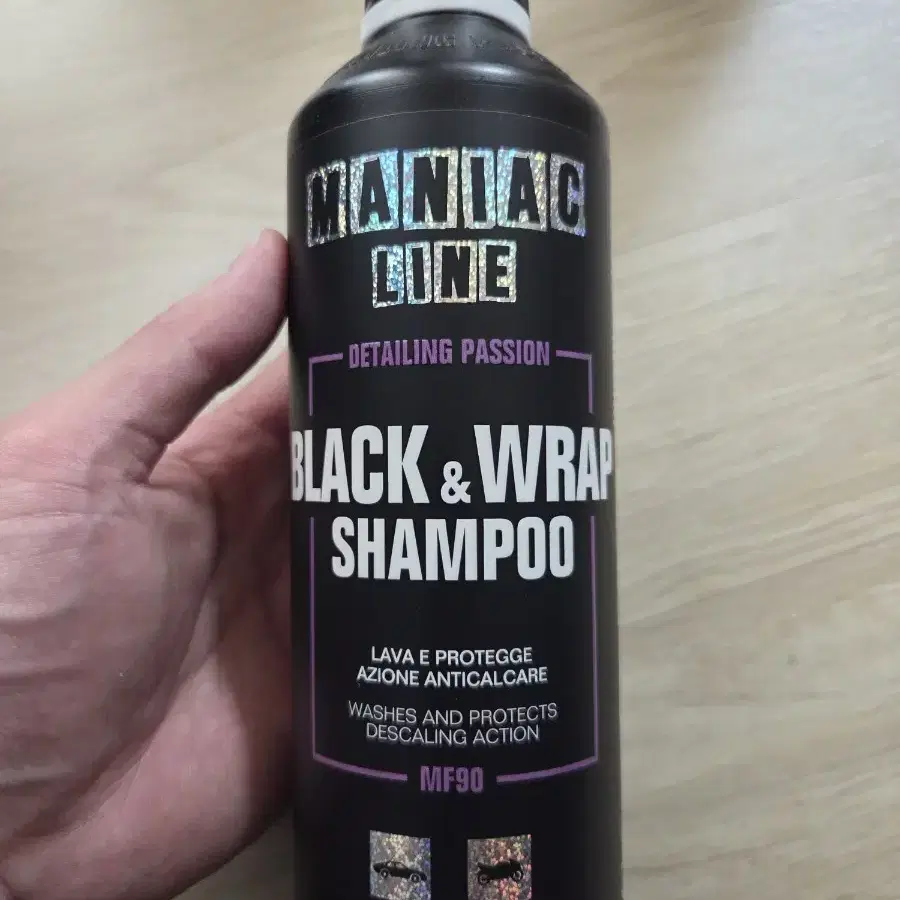 MANIAC
LINE
DETAILING PASSION
BLACK & WRAP
SHAMPOO
LAVA E PROTEGGE
AZIONE ANTICALCARE
WASHES AND PROTECTS
DESCALING ACTION
MF90